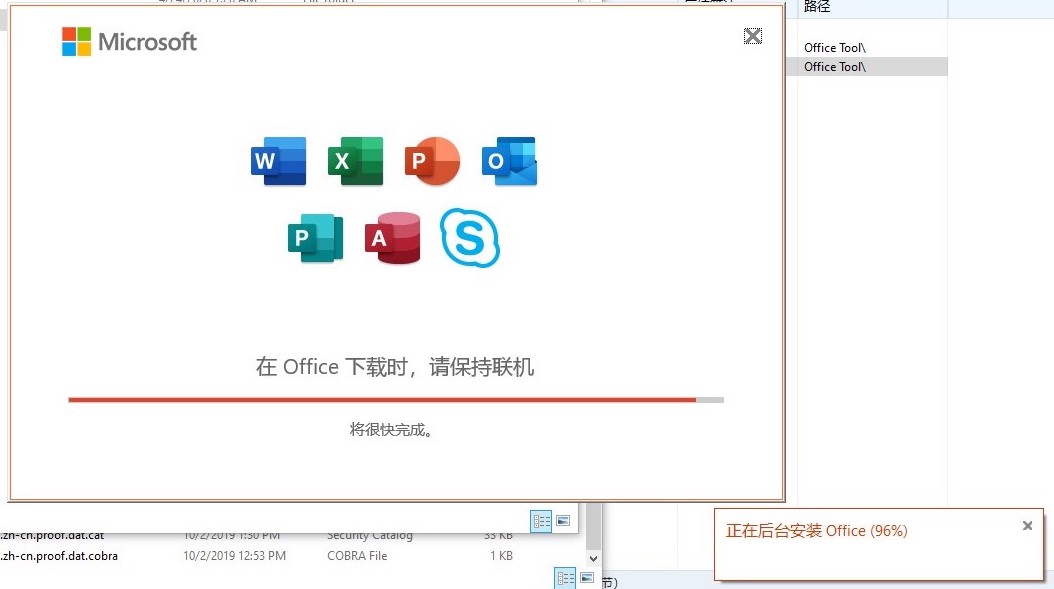 路径
Microsoft
Office Tool\
Office Tool\
W
X
P
O
P
A
S
在 Office 下载时，请保持联机
将很快完成。
正在后台安装 Office (96%)
.zh-cn.proof.dat.cat 10/2/2019 1:30 PM Security Catalog 33 KB
.zh-cn.proof.dat.cobra 10/2/2019 12:53 PM COBRA File 1 KB
节)